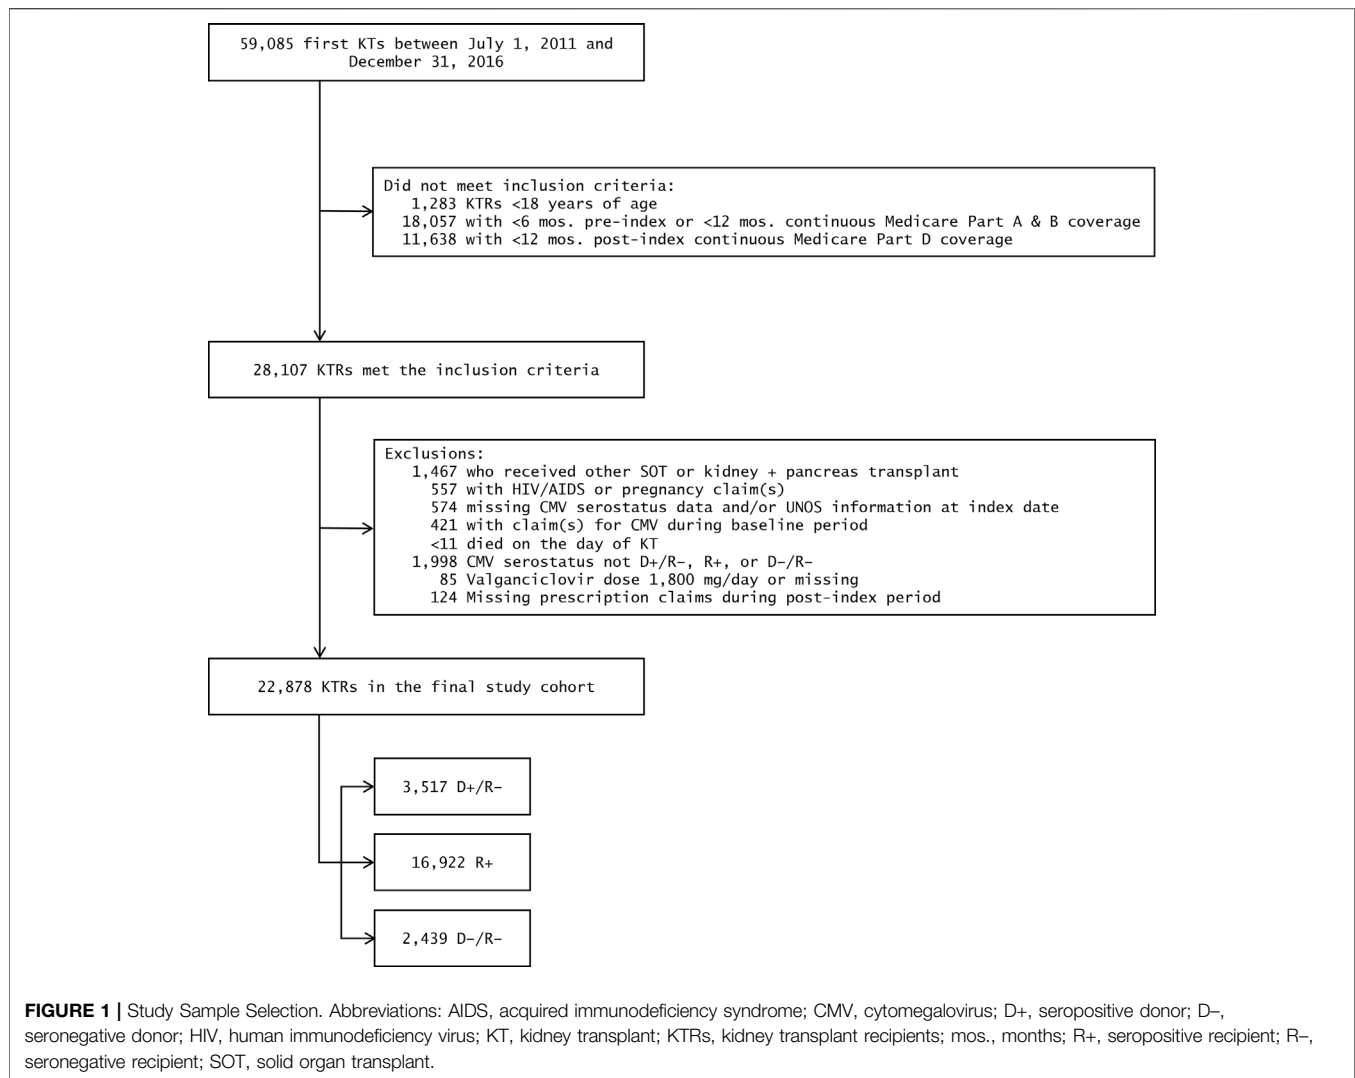 59,085 first KTs between July 1, 2011 and
December 31, 2016
Did not meet inclusion criteria:
1,283 KTRs <18 years of age
18,057 with <6 mos. pre-index or <12 mos. continuous Medicare Part A & B coverage
11,638 with <12 mos. post-index continuous Medicare Part D coverage
28,107 KTRs met the inclusion criteria
Exclusions:
1,467 who received other SOT or kidney + pancreas transplant
557 with HIV/AIDS or pregnancy claim(s)
574 missing CMV serostatus data and/or UNOS information at index date
421 with claim(s) for CMV during baseline period
<11 died on the day of KT
1,998 CMV serostatus not D+/R–, R+, or D–/R–
85 Valganciclovir dose 1,800 mg/day or missing
124 Missing prescription claims during post-index period
22,878 KTRs in the final study cohort
3,517 D+/R–
16,922 R+
2,439 D–/R–
FIGURE 1 | Study Sample Selection. Abbreviations: AIDS, acquired immunodeficiency syndrome; CMV, cytomegalovirus; D+, seropositive donor; D–,
seronegative donor; HIV, human immunodeficiency virus; KT, kidney transplant; KTRs, kidney transplant recipients; mos., months; R+, seropositive recipient; R–,
seronegative recipient; SOT, solid organ transplant.